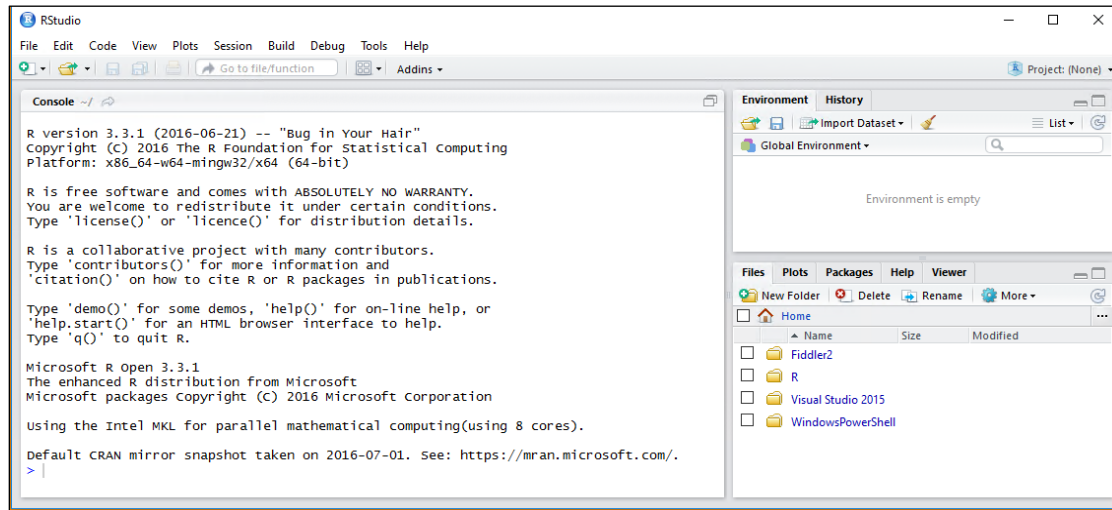 RStudio
File Edit Code View Plots Session Build Debug Tools Help
Go to file/function Addins Project: (None)
Console ~/
R version 3.3.1 (2016-06-21) -- "Bug in Your Hair"
Copyright (C) 2016 The R Foundation for Statistical Computing
Platform: x86_64-w64-mingw32/x64 (64-bit)
R is free software and comes with ABSOLUTELY NO WARRANTY.
You are welcome to redistribute it under certain conditions.
Type 'license()' or 'licence()' for distribution details.
R is a collaborative project with many contributors.
Type 'contributors()' for more information and
'citation()' on how to cite R or R packages in publications.
Type 'demo()' for some demos, 'help()' for on-line help, or
'help.start()' for an HTML browser interface to help.
Type 'q()' to quit R.
Microsoft R Open 3.3.1
The enhanced R distribution from Microsoft
Microsoft packages Copyright (C) 2016 Microsoft Corporation
Using the Intel MKL for parallel mathematical computing(using 8 cores).
Default CRAN mirror snapshot taken on 2016-07-01. See: https://mran.microsoft.com/.
>
Environment History
Import Dataset List
Global Environment
Environment is empty
Files Plots Packages Help Viewer
New Folder Delete Rename More
Home ...
Name Size Modified
Fiddler2
R
Visual Studio 2015
WindowsPowerShell